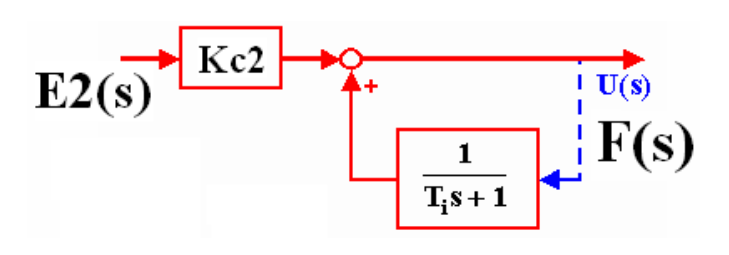 Kc2
E2(s)
+
U(s)
F(s)
1
Tᵢs + 1